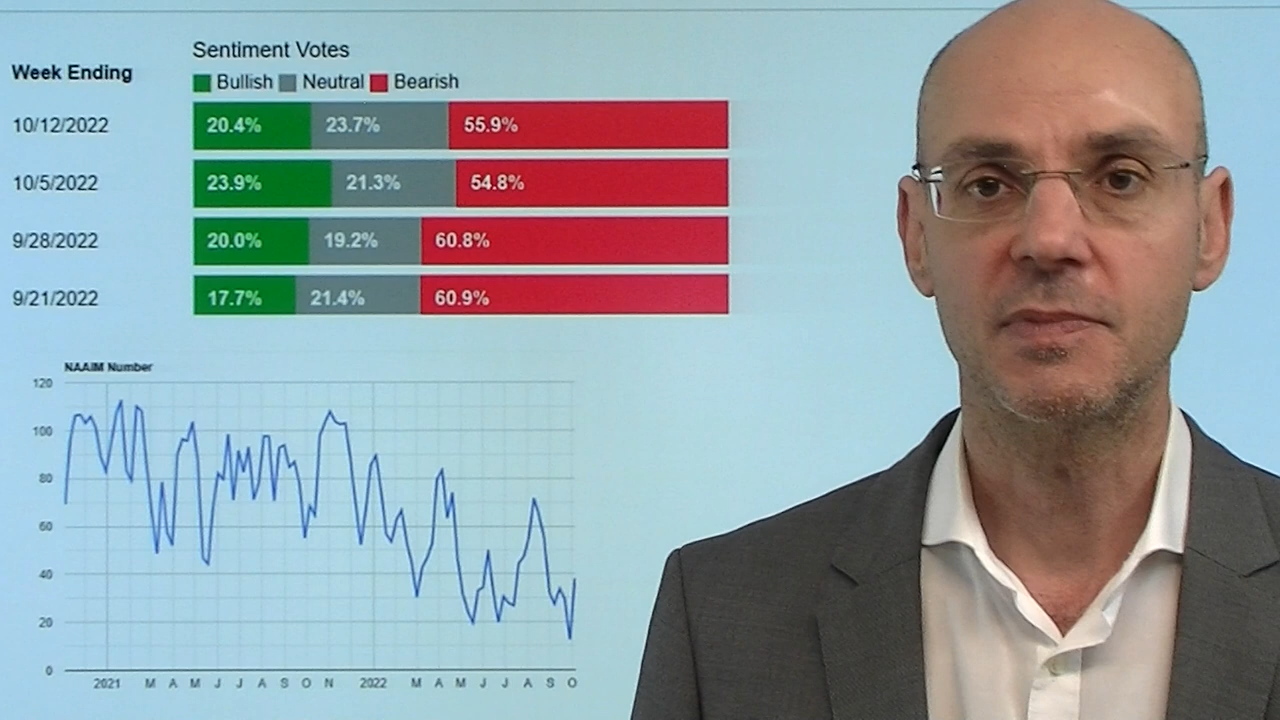 Sentiment Votes
Week Ending
Bullish Neutral Bearish
10/12/2022 20.4% 23.7% 55.9%
10/5/2022 23.9% 21.3% 54.8%
9/28/2022 20.0% 19.2% 60.8%
9/21/2022 17.7% 21.4% 60.9%
NAAIM Number
120
100
80
60
40
20
0
2021 M A M J J A S O N 2022 M A M J J A S O